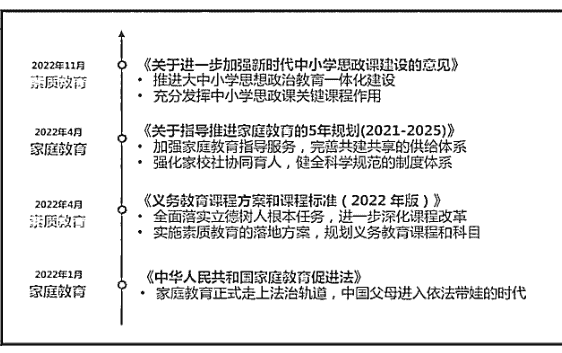 2022年11月
素质教育
《关于进一步加强新时代中小学思政课建设的意见》
• 推进大中小学思想政治教育一体化建设
• 充分发挥中小学思政课关键课程作用
2022年4月
家庭教育
《关于指导推进家庭教育的5年规划(2021-2025)》
• 加强家庭教育指导服务，完善共建共享的供给体系
• 强化家校社协同育人，健全科学规范的制度体系
2022年4月
素质教育
《义务教育课程方案和课程标准（2022 年版）》
• 全面落实立德树人根本任务，进一步深化课程改革
• 实施素质教育的落地方案，规划义务教育课程和科目
2022年1月
家庭教育
《中华人民共和国家庭教育促进法》
• 家庭教育正式走上法治轨道，中国父母进入依法带娃的时代